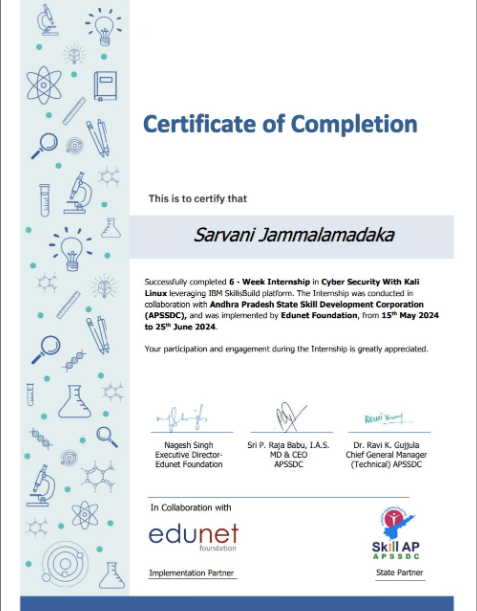 Certificate of Completion
This is to certify that
Sarvani Jammalamadaka
Successfully completed 6 - Week Internship in Cyber Security With Kali
Linux leveraging IBM SkillsBuild platform. The Internship was conducted in
collaboration with Andhra Pradesh State Skill Development Corporation
(APSSDC), and was implemented by Edunet Foundation, from 15th May 2024
to 25th June 2024.
Your participation and engagement during the Internship is greatly appreciated.
Nagesh Singh
Executive Director-
Edunet Foundation
Sri P. Raja Babu, I.A.S.
MD & CEO
APSSDC
Dr. Ravi K. Gujjula
Chief General Manager
(Technical) APSSDC
In Collaboration with
edunet
foundation
Implementation Partner
Skill AP
APSSDC
State Partner